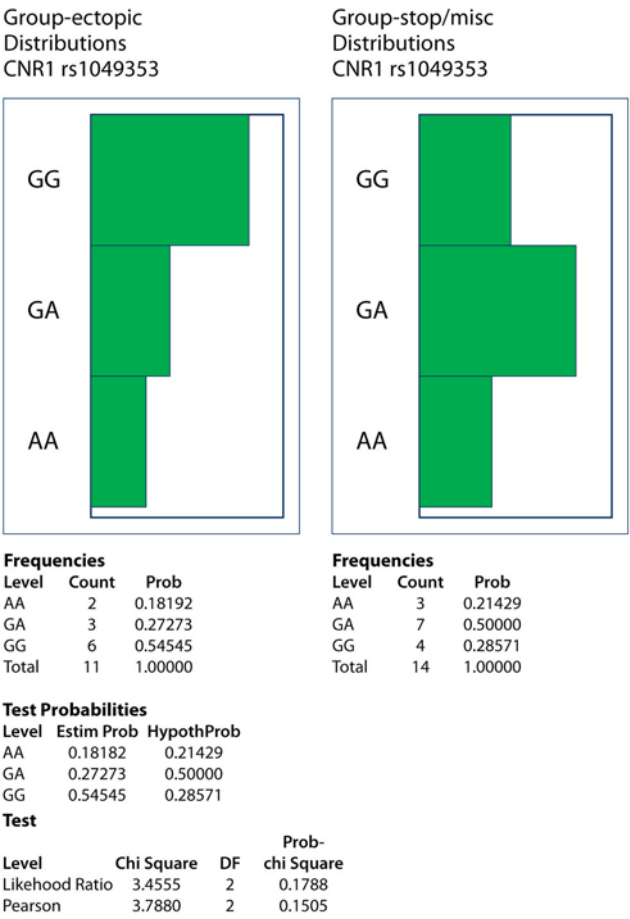 Group-ectopic
Distributions
CNR1 rs1049353
GG
GA
AA
Frequencies
Level Count Prob
AA 2 0.18192
GA 3 0.27273
GG 6 0.54545
Total 11 1.00000
Group-stop/misc
Distributions
CNR1 rs1049353
GG
GA
AA
Frequencies
Level Count Prob
AA 3 0.21429
GA 7 0.50000
GG 4 0.28571
Total 14 1.00000
Test Probabilities
Level Estim Prob HypothProb
AA 0.18182 0.21429
GA 0.27273 0.50000
GG 0.54545 0.28571
Test
Prob-
Level Chi Square DF chi Square
Likehood Ratio 3.4555 2 0.1788
Pearson 3.7880 2 0.1505